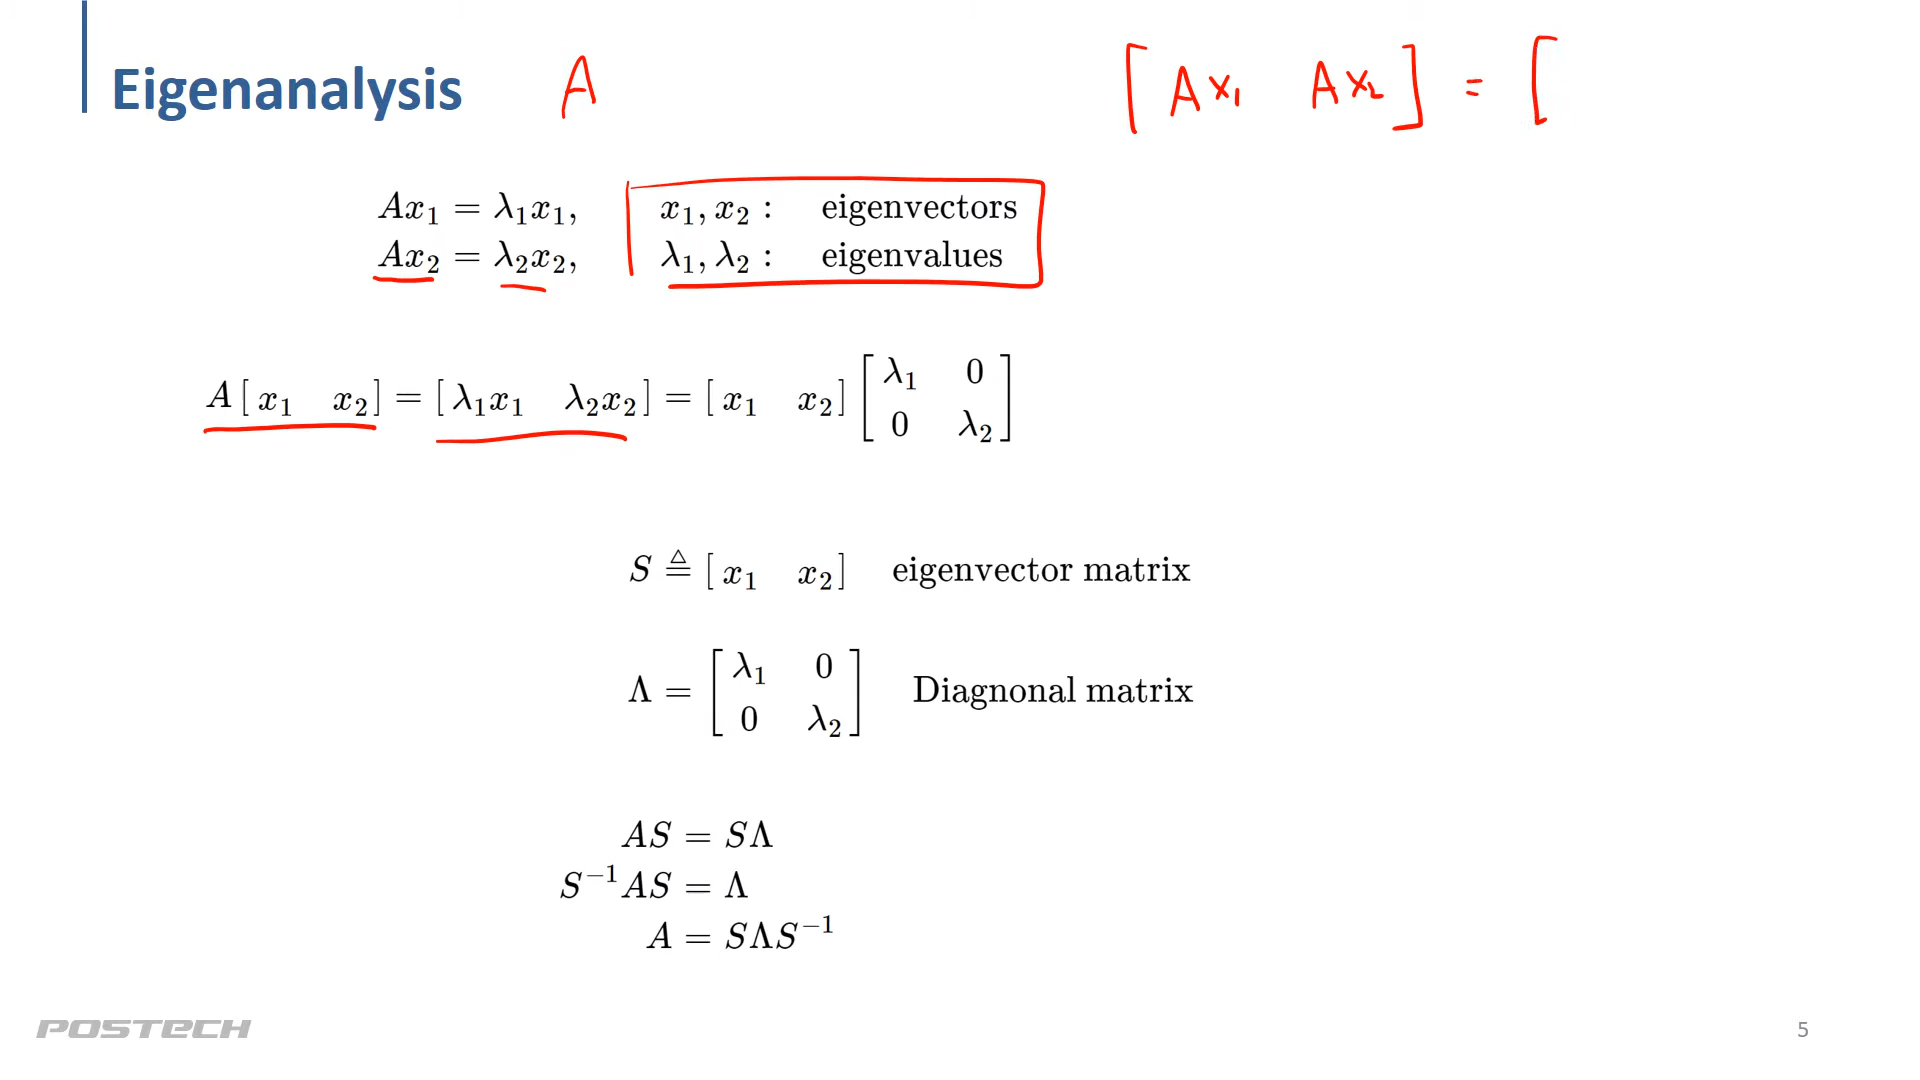 Eigenanalysis A [ Ax₁ Ax₂ ] = [
Ax₁ = λ₁x₁, x₁, x₂ : eigenvectors
Ax₂ = λ₂x₂, λ₁, λ₂ : eigenvalues
A [ x₁ x₂ ] = [ λ₁x₁ λ₂x₂ ] = [ x₁ x₂ ] [ λ₁ 0
0 λ₂ ]
S ≜ [ x₁ x₂ ] eigenvector matrix
Λ = [ λ₁ 0
0 λ₂ ] Diagnonal matrix
AS = SΛ
S⁻¹AS = Λ
A = SΛS⁻¹
POSTECH 5